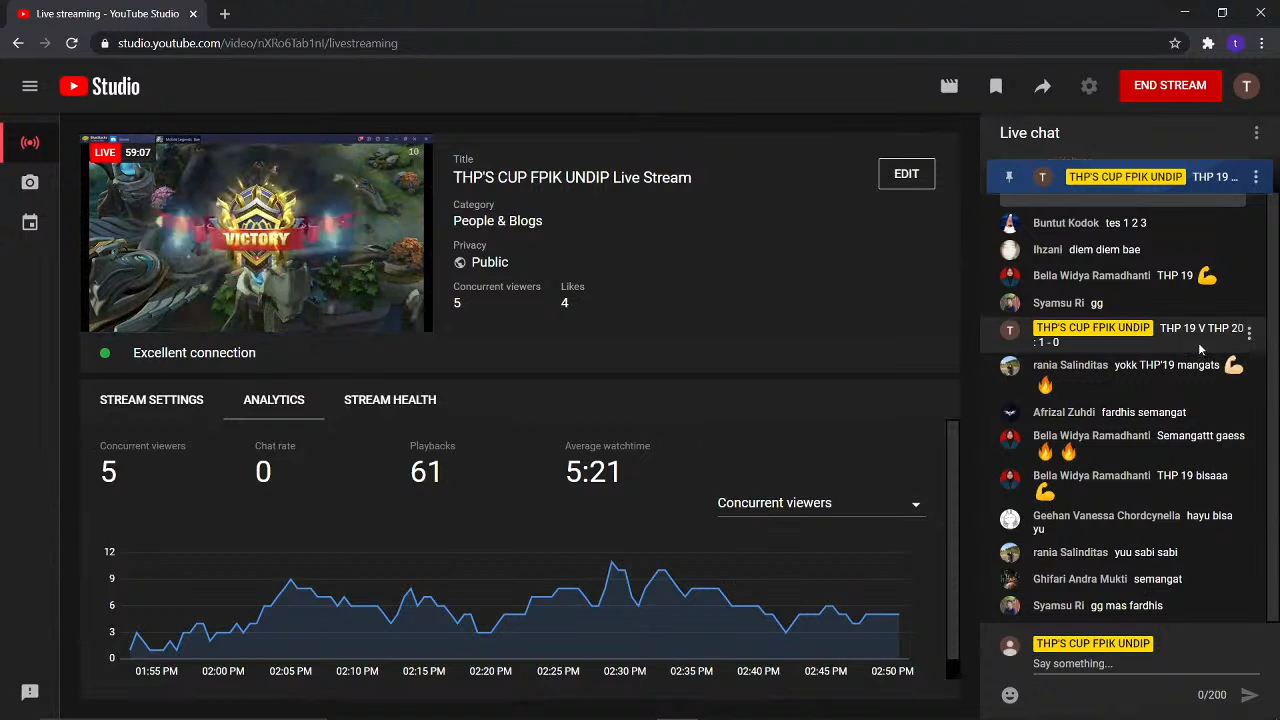 Live streaming - YouTube Studio
studio.youtube.com/video/nXRo6Tab1nI/livestreaming
t
Studio
END STREAM
T
LIVE 59:07
10
VICTORY
Title
THP'S CUP FPIK UNDIP Live Stream
EDIT
Category
People & Blogs
Privacy
Public
Concurrent viewers
Likes
5
4
Excellent connection
STREAM SETTINGS
ANALYTICS
STREAM HEALTH
Concurrent viewers
Chat rate
Playbacks
Average watchtime
5
0
61
5:21
Concurrent viewers
12
9
6
3
0
01:55 PM
02:00 PM
02:05 PM
02:10 PM
02:15 PM
02:20 PM
02:25 PM
02:30 PM
02:35 PM
02:40 PM
02:45 PM
02:50 PM
Live chat
T THP'S CUP FPIK UNDIP THP 19 ...
Buntut Kodok tes 1 2 3
Ihzani diem diem bae
Bella Widya Ramadhanti THP 19 💪
Syamsu Ri gg
T THP'S CUP FPIK UNDIP THP 19 V THP 20
: 1 - 0
rania Salinditas yokk THP'19 mangats 💪🏻
🔥
Afrizal Zuhdi fardhis semangat
Bella Widya Ramadhanti Semangattt gaess
🔥 🔥
Bella Widya Ramadhanti THP 19 bisaaa
💪
Geehan Vanessa Chordcynella hayu bisa
yu
rania Salinditas yuu sabi sabi
Ghifari Andra Mukti semangat
Syamsu Ri gg mas fardhis
THP'S CUP FPIK UNDIP
Say something...
0/200